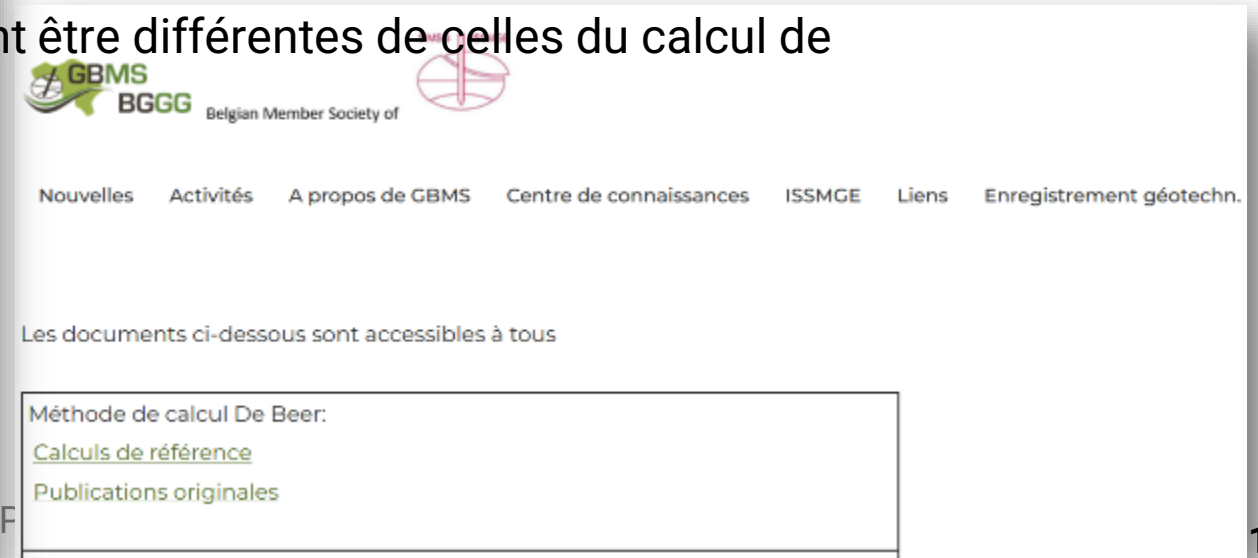 nt être différentes de celles du calcul de
GBMS
BGGG
Belgian Member Society of
Nouvelles Activités A propos de GBMS Centre de connaissances ISSMGE Liens Enregistrement géotechn.
Les documents ci-dessous sont accessibles à tous
Méthode de calcul De Beer:
Calculs de référence
Publications originales